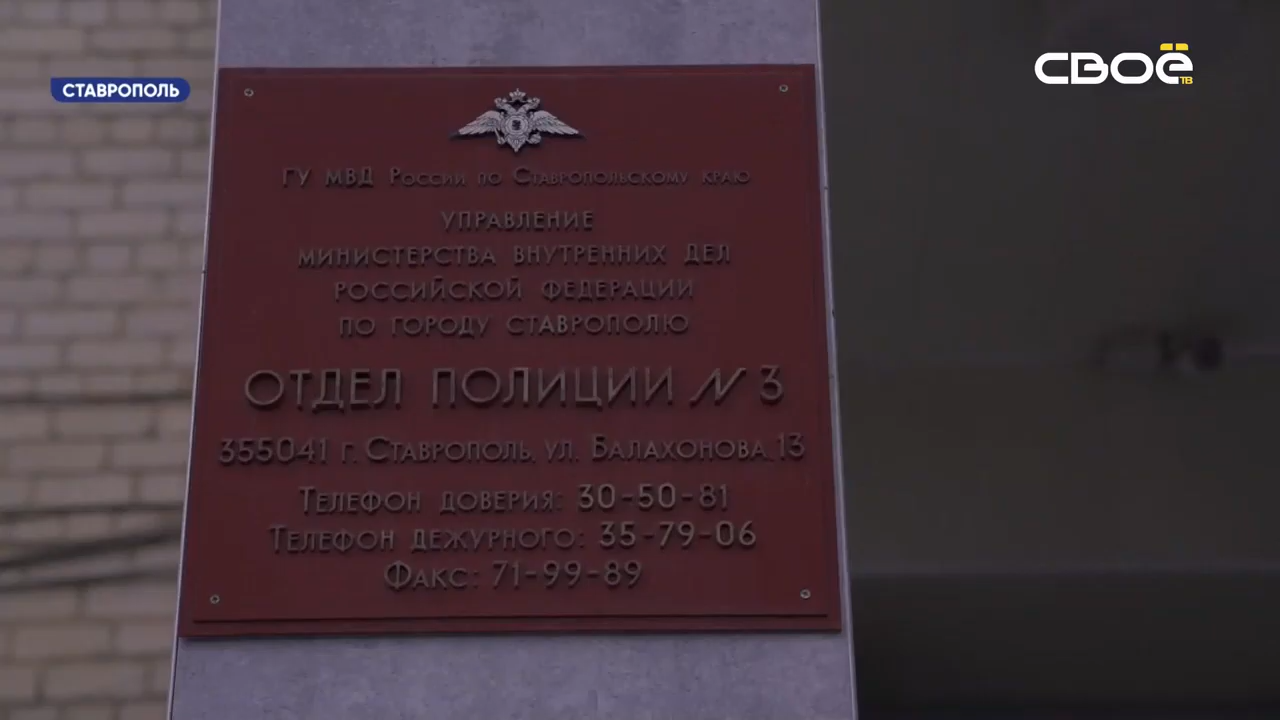 СТАВРОПОЛЬ
СВОЁ
ТВ
ГУ МВД России по Ставропольскому краю
УПРАВЛЕНИЕ
МИНИСТЕРСТВА ВНУТРЕННИХ ДЕЛ
РОССИЙСКОЙ ФЕДЕРАЦИИ
ПО ГОРОДУ СТАВРОПОЛЮ
ОТДЕЛ ПОЛИЦИИ N 3
355041 г. Ставрополь, ул. Балахонова, 13
Телефон доверия: 30-50-81
Телефон дежурного: 35-79-06
Факс: 71-99-89